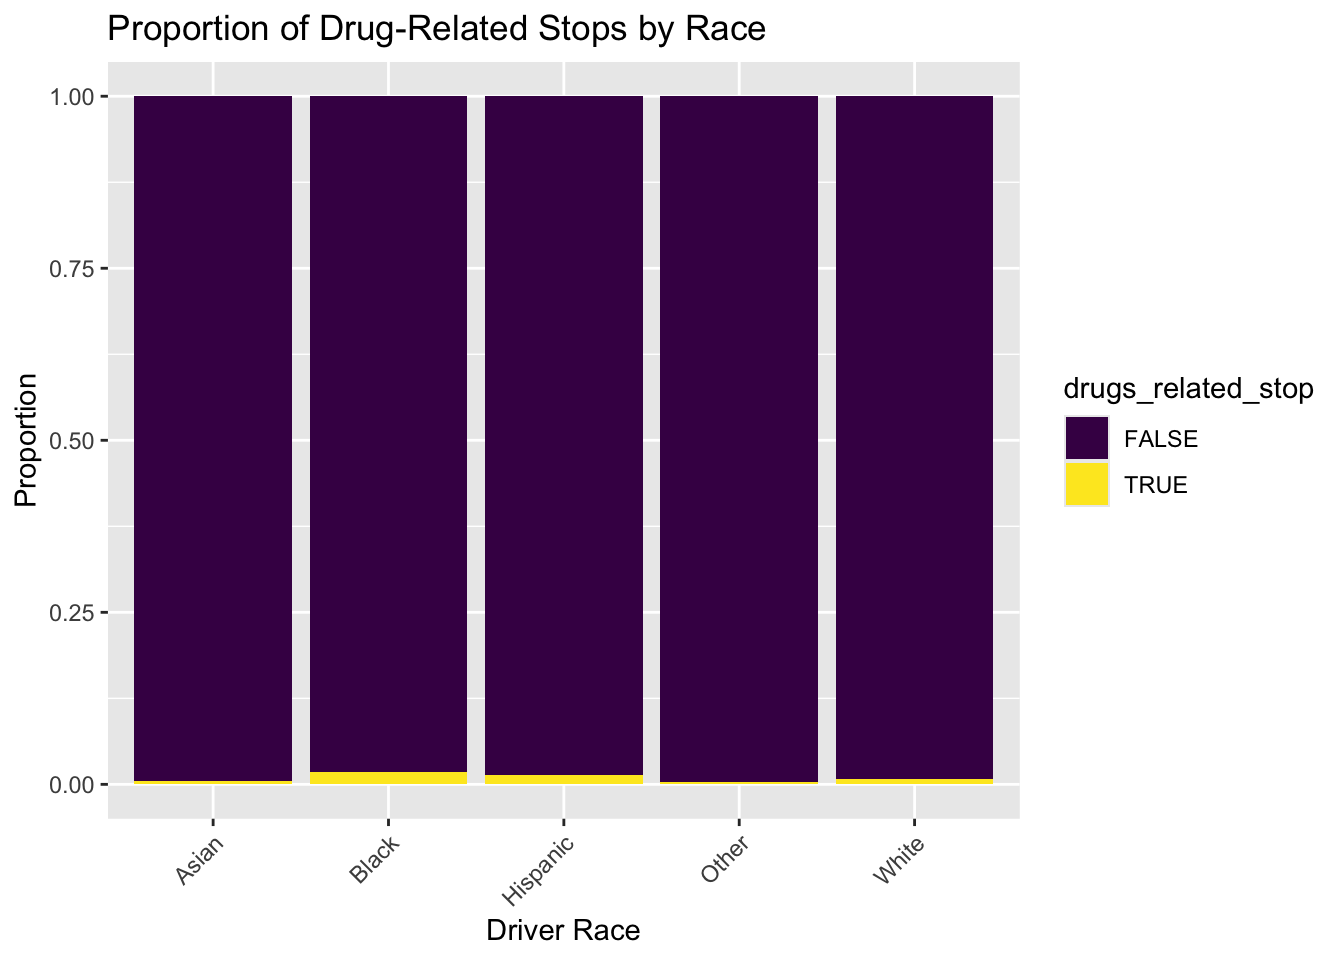 Proportion of Drug-Related Stops by Race
1.00
0.75
0.50
0.25
0.00
Proportion
Asian
Black
Hispanic
Other
White
Driver Race
drugs_related_stop
FALSE
TRUE